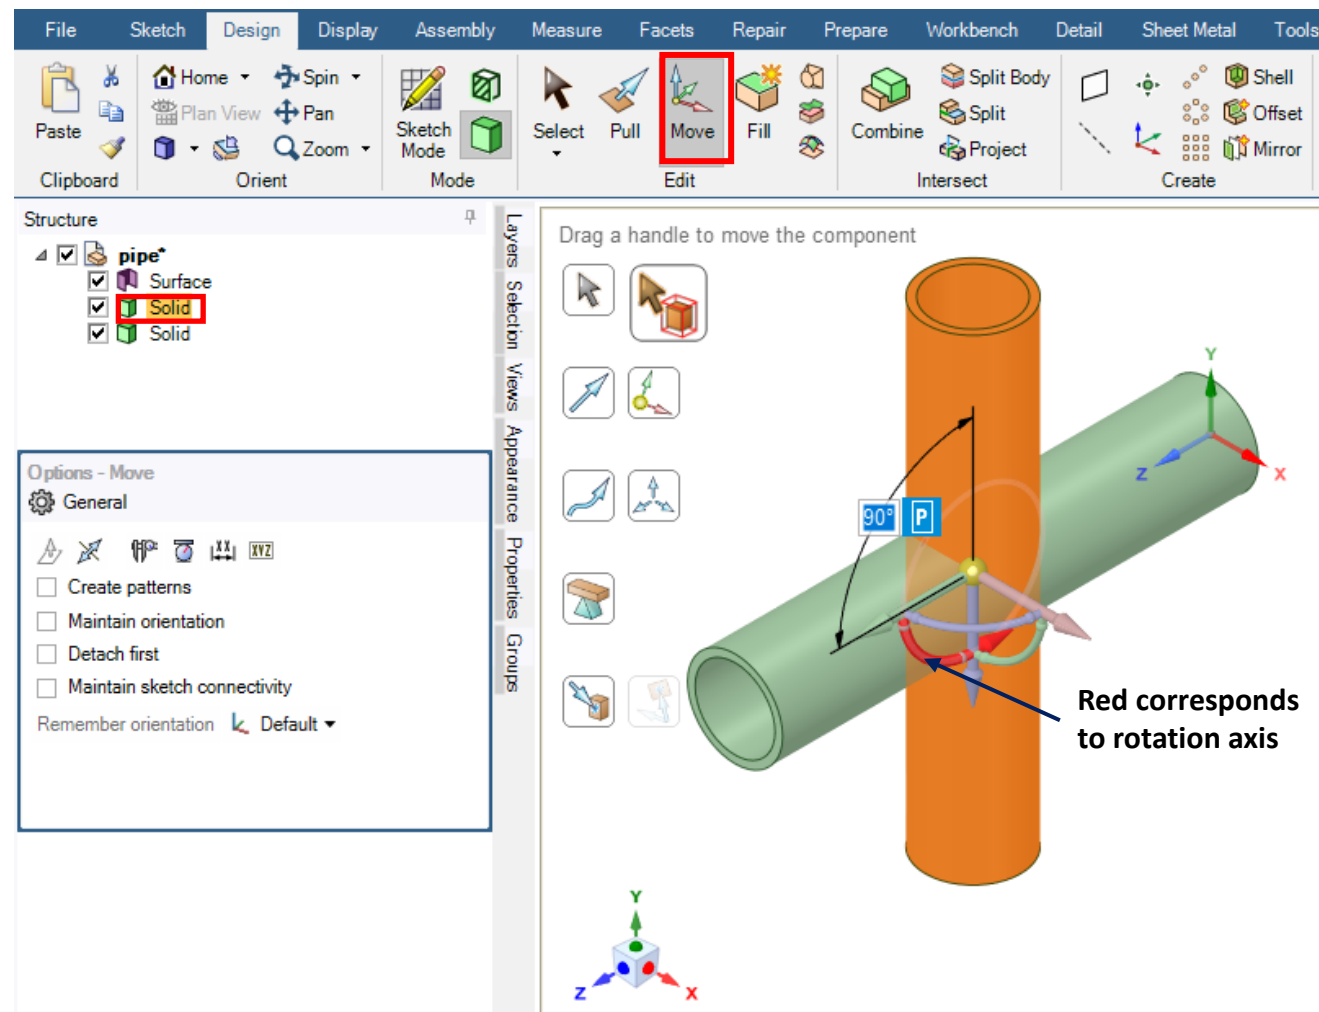 File Sketch Design Display Assembly Measure Facets Repair Prepare Workbench Detail Sheet Metal Tools
Home Spin Split Body Shell
Plan View Pan Split Offset
Paste Zoom Sketch Mode Select Pull Move Fill Combine Project Mirror
Clipboard Orient Mode Edit Intersect Create
Structure
pipe*
Surface
Solid
Solid
Options - Move
General
XYZ
Create patterns
Maintain orientation
Detach first
Maintain sketch connectivity
Remember orientation Default
Layers
Selection
Views
Appearance
Properties
Groups
Drag a handle to move the component
Y
Z
X
90° P
Red corresponds
to rotation axis
Y
Z
X